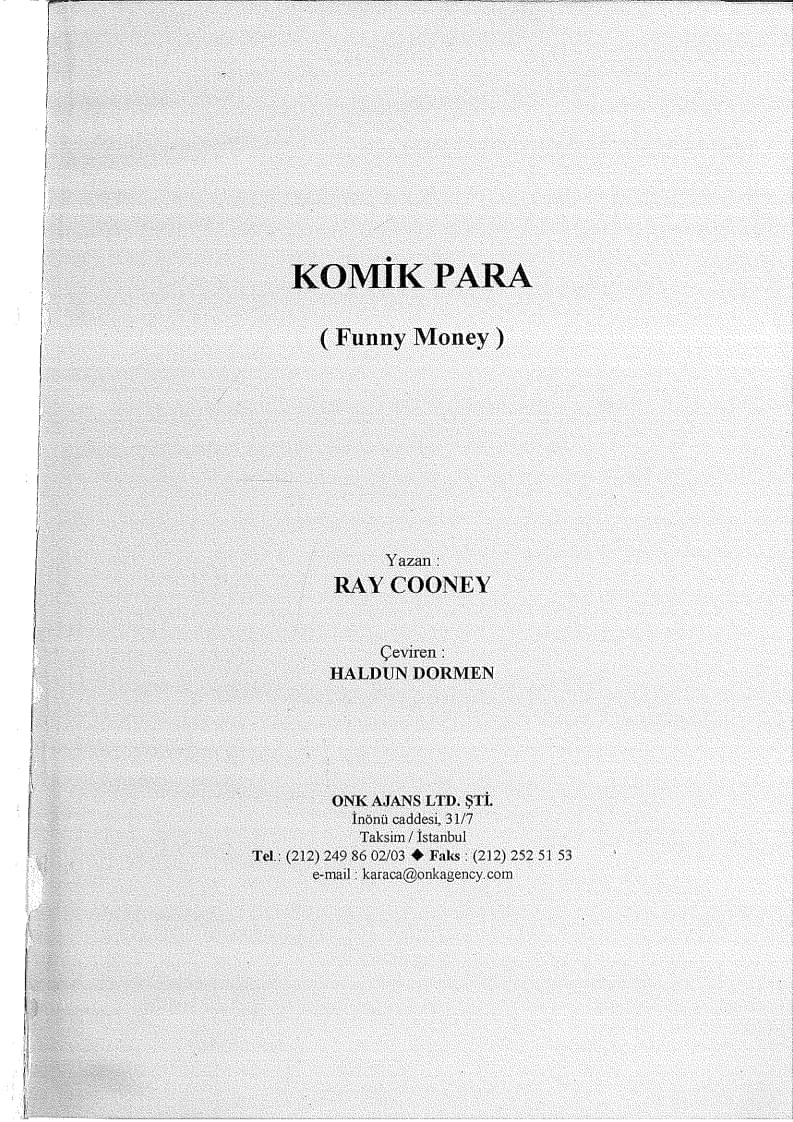 KOMİK PARA
( Funny Money )
Yazan :
RAY COONEY
Çeviren :
HALDUN DORMEN
ONK AJANS LTD. ŞTİ.
İnönü caddesi, 31/7
Taksim / İstanbul
Tel.: (212) 249 86 02/03 ◆ Faks : (212) 252 51 53
e-mail : karaca@onkagency.com